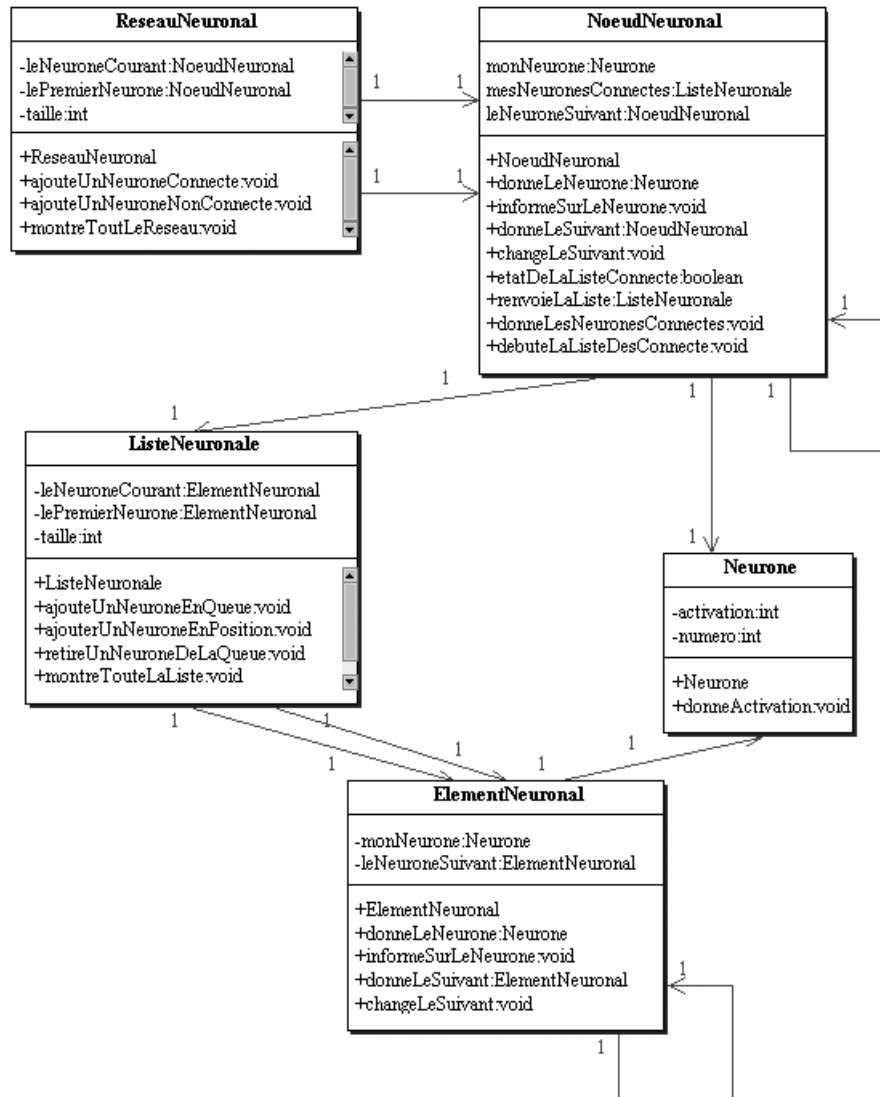 ReseauNeuronal
-leNeuroneCourant:NoeudNeuronal
-lePremierNeurone:NoeudNeuronal
-taille:int
+ReseauNeuronal
+ajouteUnNeuroneConnecte:void
+ajouteUnNeuroneNonConnecte:void
+montreToutLeReseau:void
1
1
1
1
NoeudNeuronal
monNeurone:Neurone
mesNeuronesConnectes:ListeNeuronale
leNeuroneSuivant:NoeudNeuronal
+NoeudNeuronal
+donneLeNeurone:Neurone
+informeSurLeNeurone:void
+donneLeSuivant:NoeudNeuronal
+changeLeSuivant:void
+etatDeLaListeConnecte:boolean
+renvoieLaListe:ListeNeuronale
+donneLesNeuronesConnectes:void
+debuteLaListeDesConnecte:void
1
1
1
1
1
1
ListeNeuronale
-leNeuroneCourant:ElementNeuronal
-lePremierNeurone:ElementNeuronal
-taille:int
+ListeNeuronale
+ajouteUnNeuroneEnQueue:void
+ajouterUnNeuroneEnPosition:void
+retireUnNeuroneDeLaQueue:void
+montreTouteLaListe:void
Neurone
-activation:int
-numero:int
+Neurone
+donneActivation:void
1
1
1
1
1
1
ElementNeuronal
-monNeurone:Neurone
-leNeuroneSuivant:ElementNeuronal
+ElementNeuronal
+donneLeNeurone:Neurone
+informeSurLeNeurone:void
+donneLeSuivant:ElementNeuronal
+changeLeSuivant:void
1
1